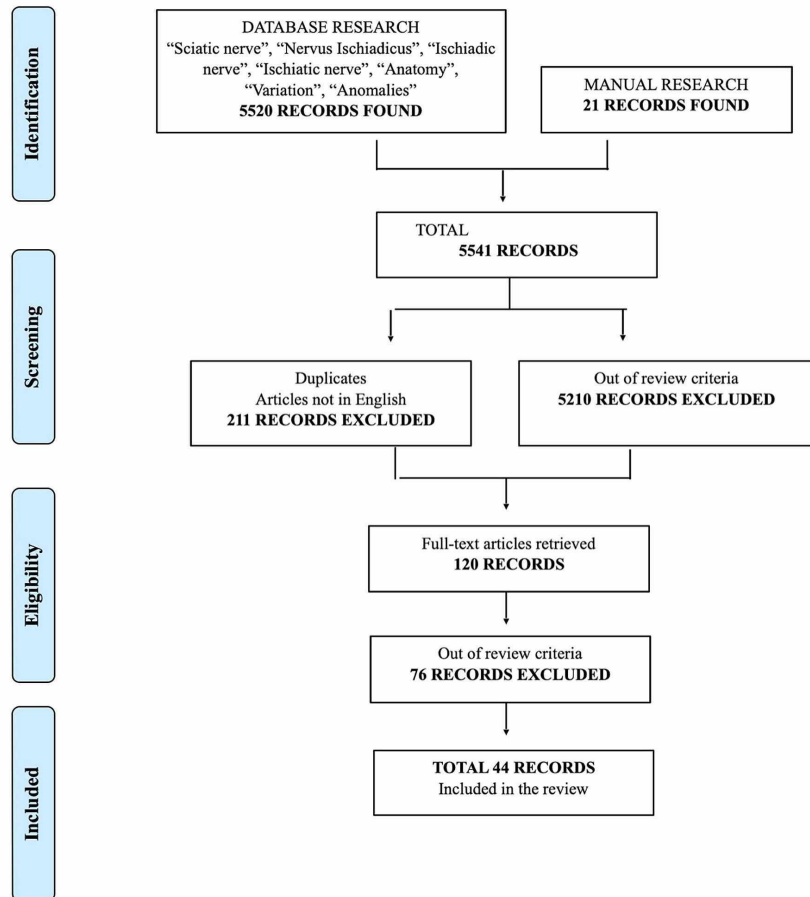 Identification
DATABASE RESEARCH
“Sciatic nerve”, “Nervus Ischiadicus”, “Ischiadic
nerve”, “Ischiatic nerve”, “Anatomy”,
“Variation”, “Anomalies”
5520 RECORDS FOUND
MANUAL RESEARCH
21 RECORDS FOUND
TOTAL
5541 RECORDS
Screening
Duplicates
Articles not in English
211 RECORDS EXCLUDED
Out of review criteria
5210 RECORDS EXCLUDED
Eligibility
Full-text articles retrieved
120 RECORDS
Out of review criteria
76 RECORDS EXCLUDED
Included
TOTAL 44 RECORDS
Included in the review